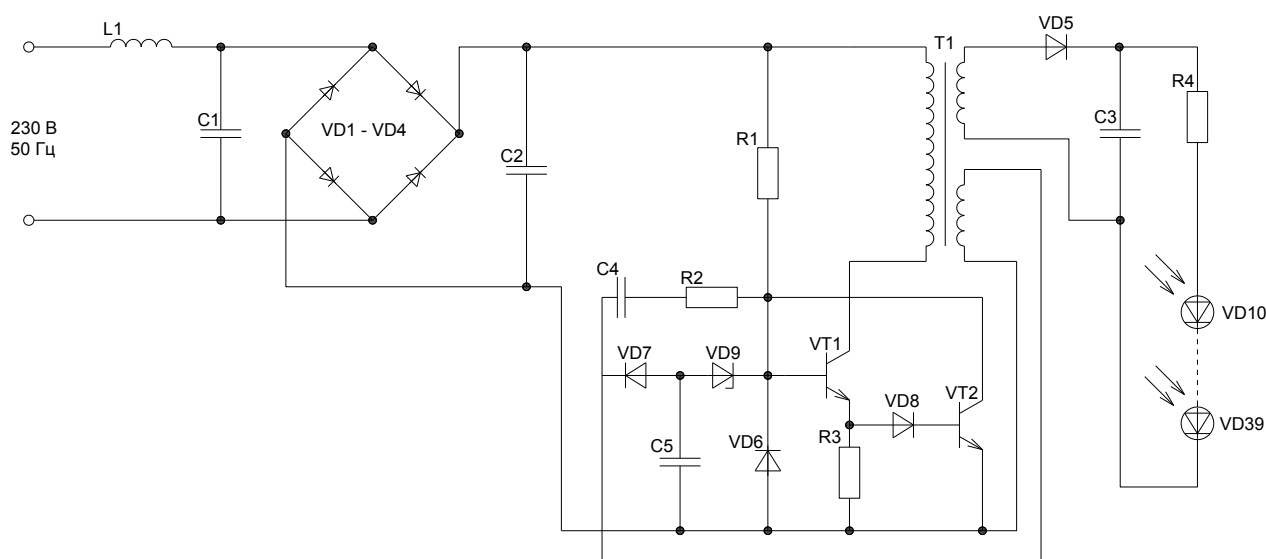 L1
T1
VD5
R4
C1
230 В
50 Гц
VD1 - VD4
C2
R1
C3
C4
R2
VD10
VT1
VD7
VD9
VT2
VD8
VD39
C5
VD6
R3